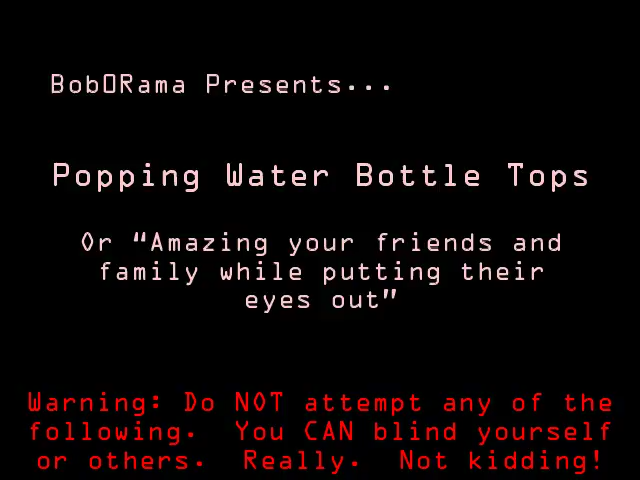 BobORama Presents...
Popping Water Bottle Tops
Or “Amazing your friends and
family while putting their
eyes out”
Warning: Do NOT attempt any of the
following.  You CAN blind yourself
or others.  Really.  Not kidding!